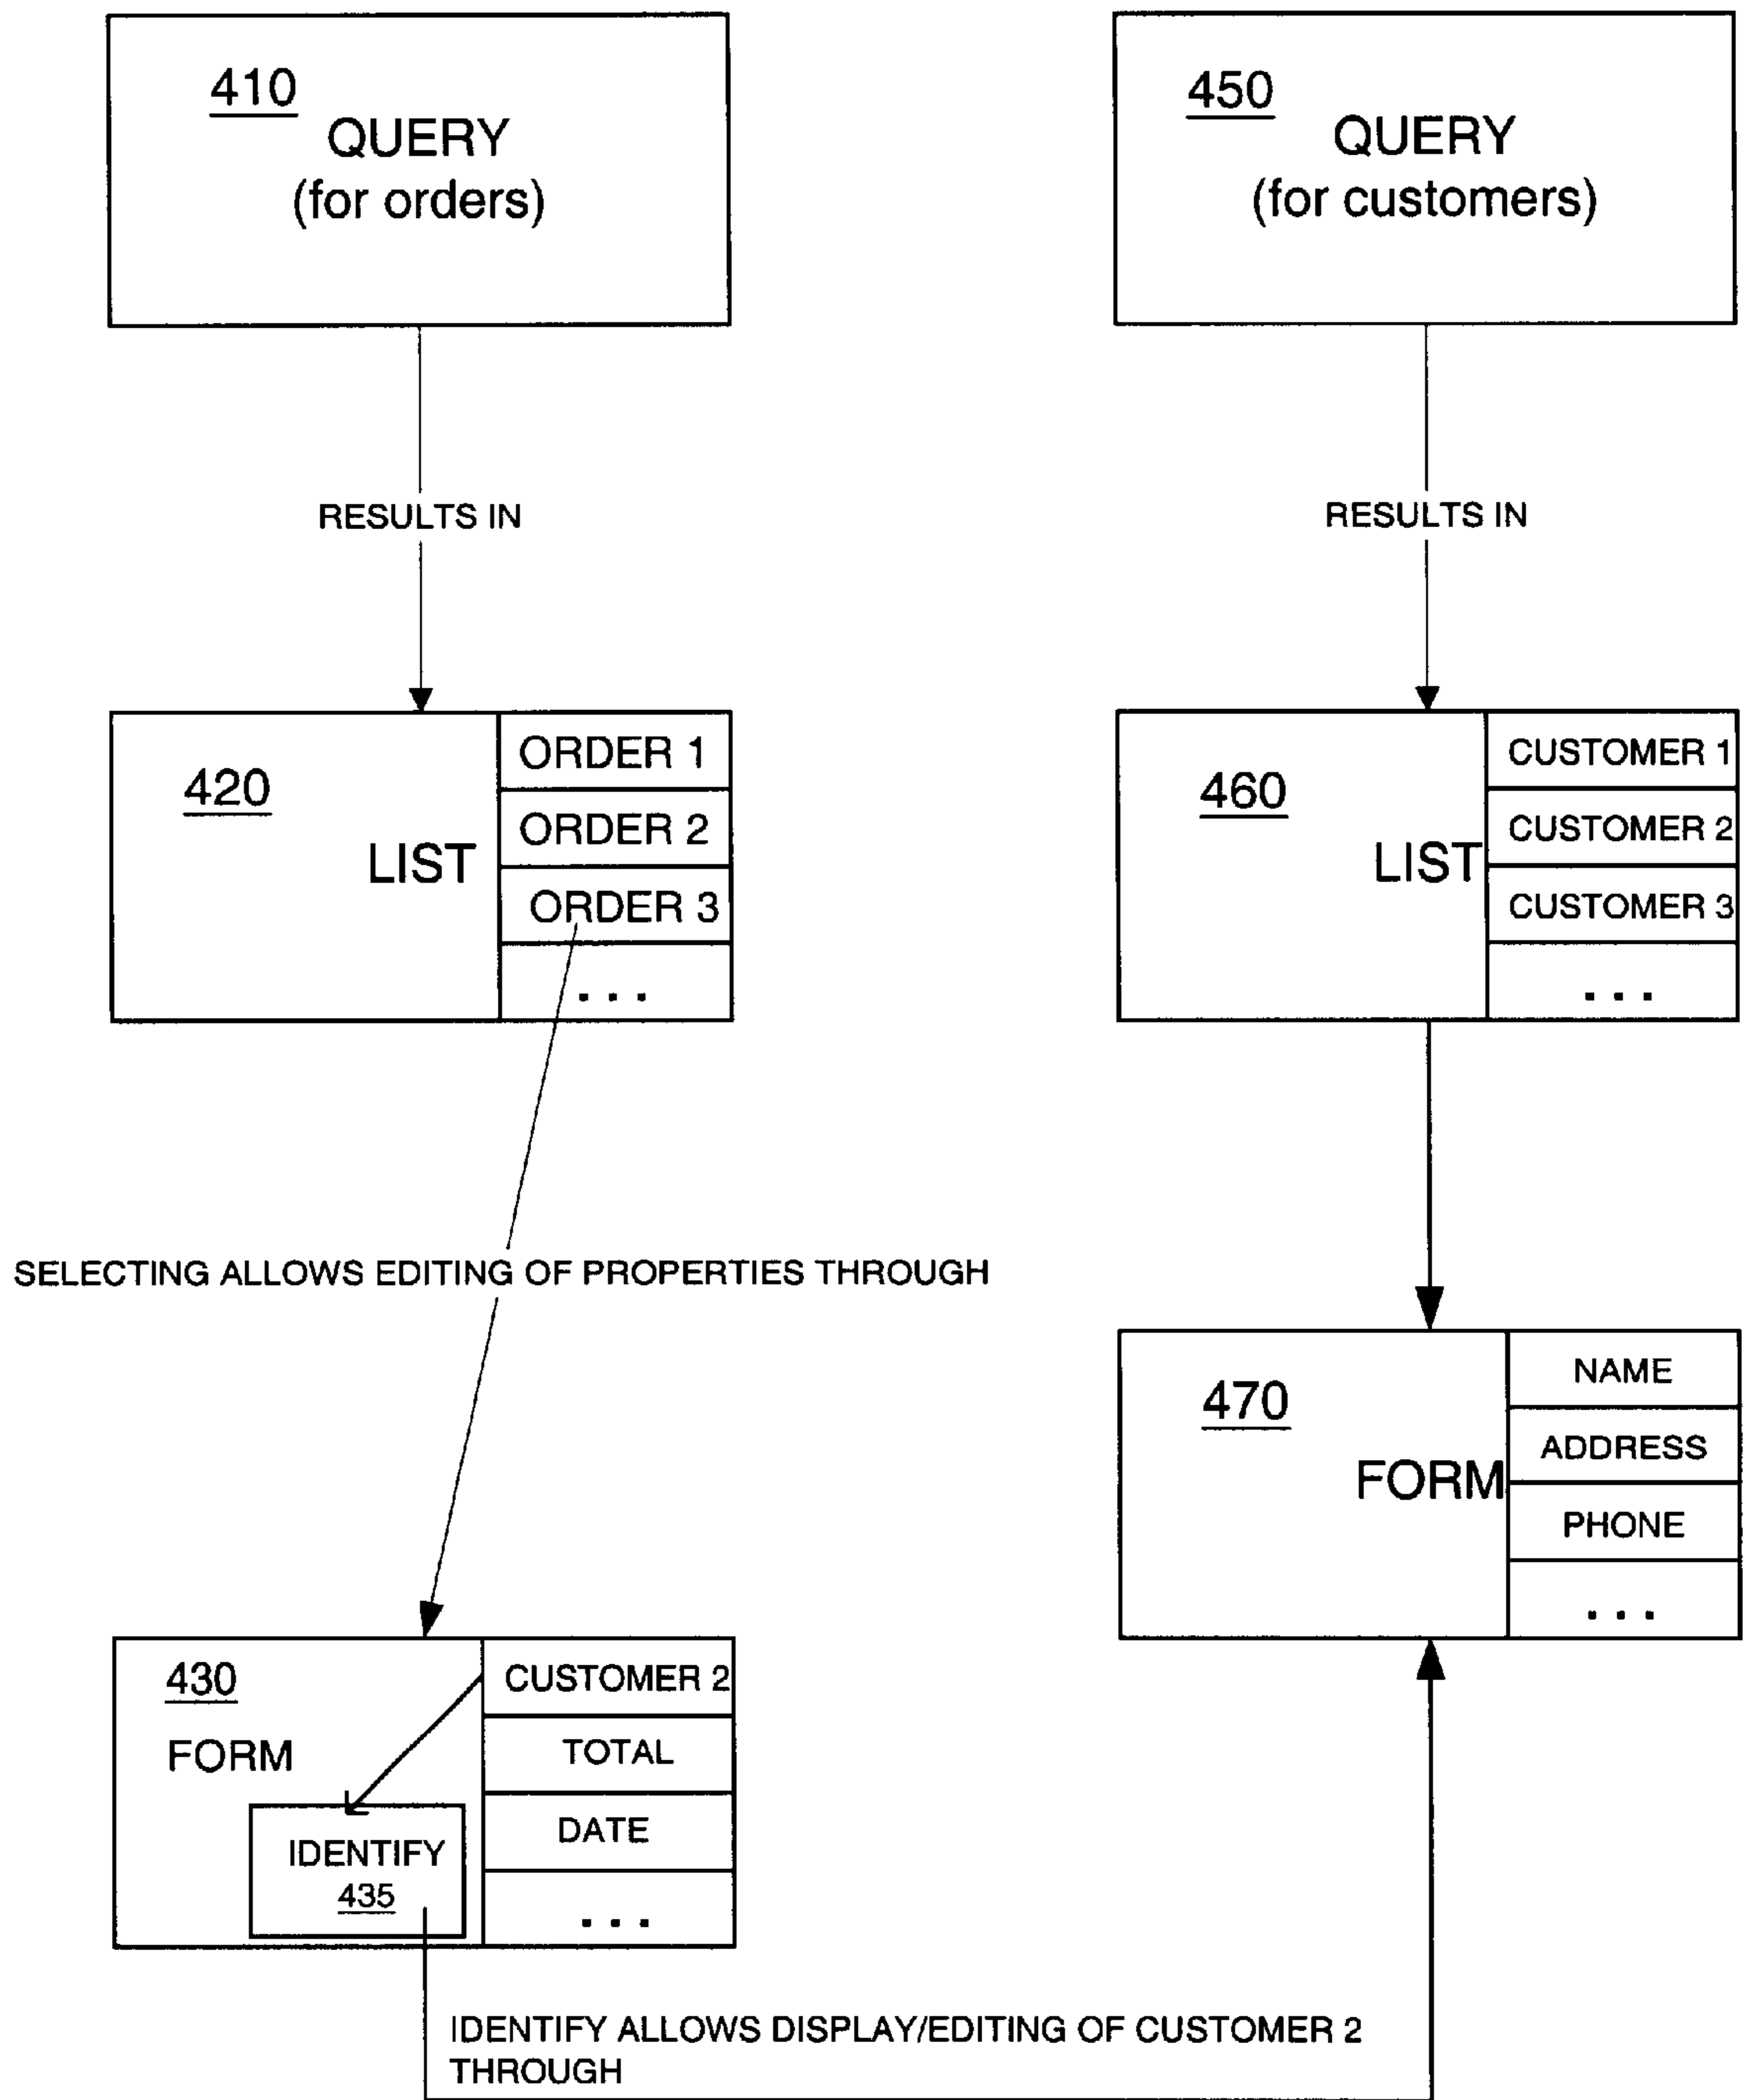 410
QUERY
(for orders)
450
QUERY
(for customers)
RESULTS IN
RESULTS IN
420
LIST
ORDER 1
ORDER 2
ORDER 3
...
460
LIST
CUSTOMER 1
CUSTOMER 2
CUSTOMER 3
...
SELECTING ALLOWS EDITING OF PROPERTIES THROUGH
470
FORM
NAME
ADDRESS
PHONE
...
430
FORM
IDENTIFY
435
CUSTOMER 2
TOTAL
DATE
...
IDENTIFY ALLOWS DISPLAY/EDITING OF CUSTOMER 2
THROUGH